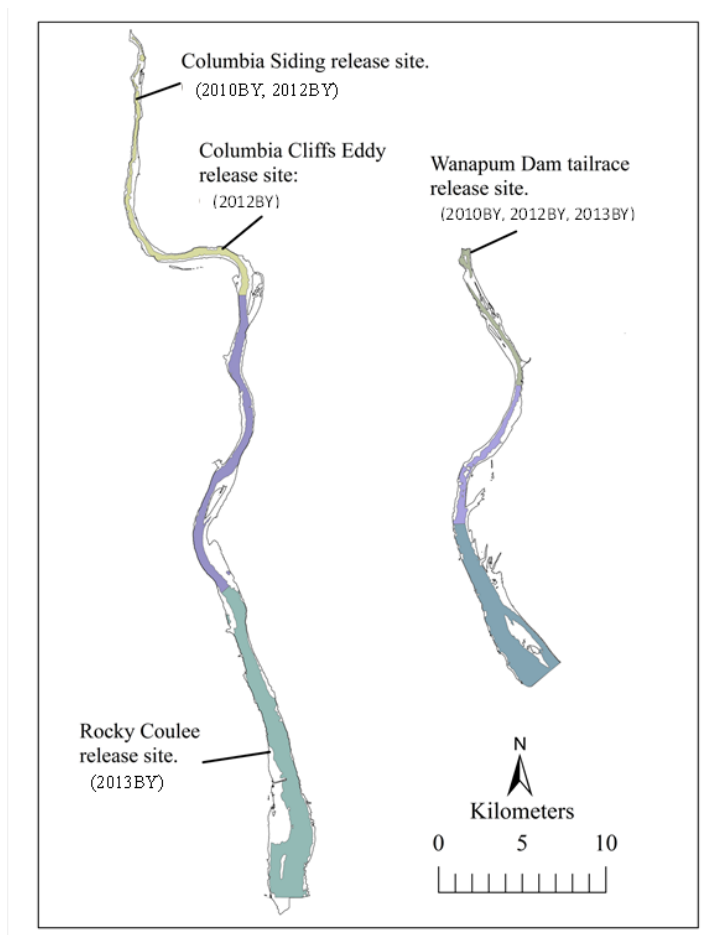 Columbia Siding release site.
(2010BY, 2012BY)
Columbia Cliffs Eddy
release site:
(2012BY)
Wanapum Dam tailrace
release site.
(2010BY, 2012BY, 2013BY)
Rocky Coulee
release site.
(2013BY)
N
Kilometers
0 5 10